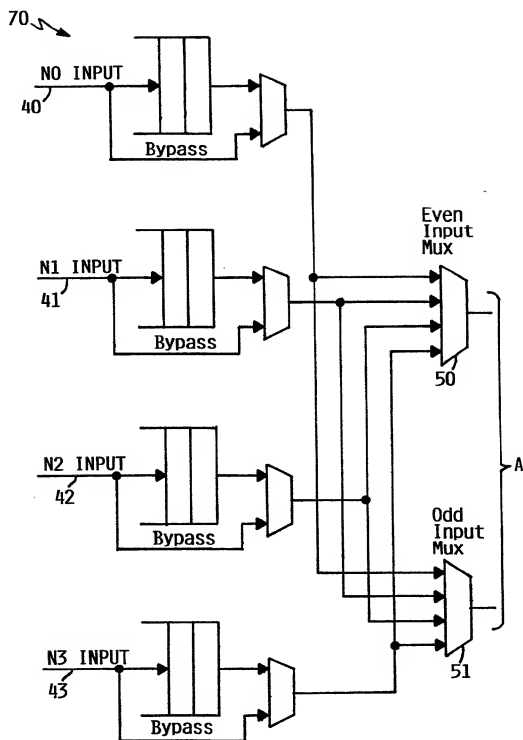 70
N0 INPUT
40
Bypass
N1 INPUT
41
Bypass
Even
Input
Mux
50
A
N2 INPUT
42
Bypass
Odd
Input
Mux
51
N3 INPUT
43
Bypass